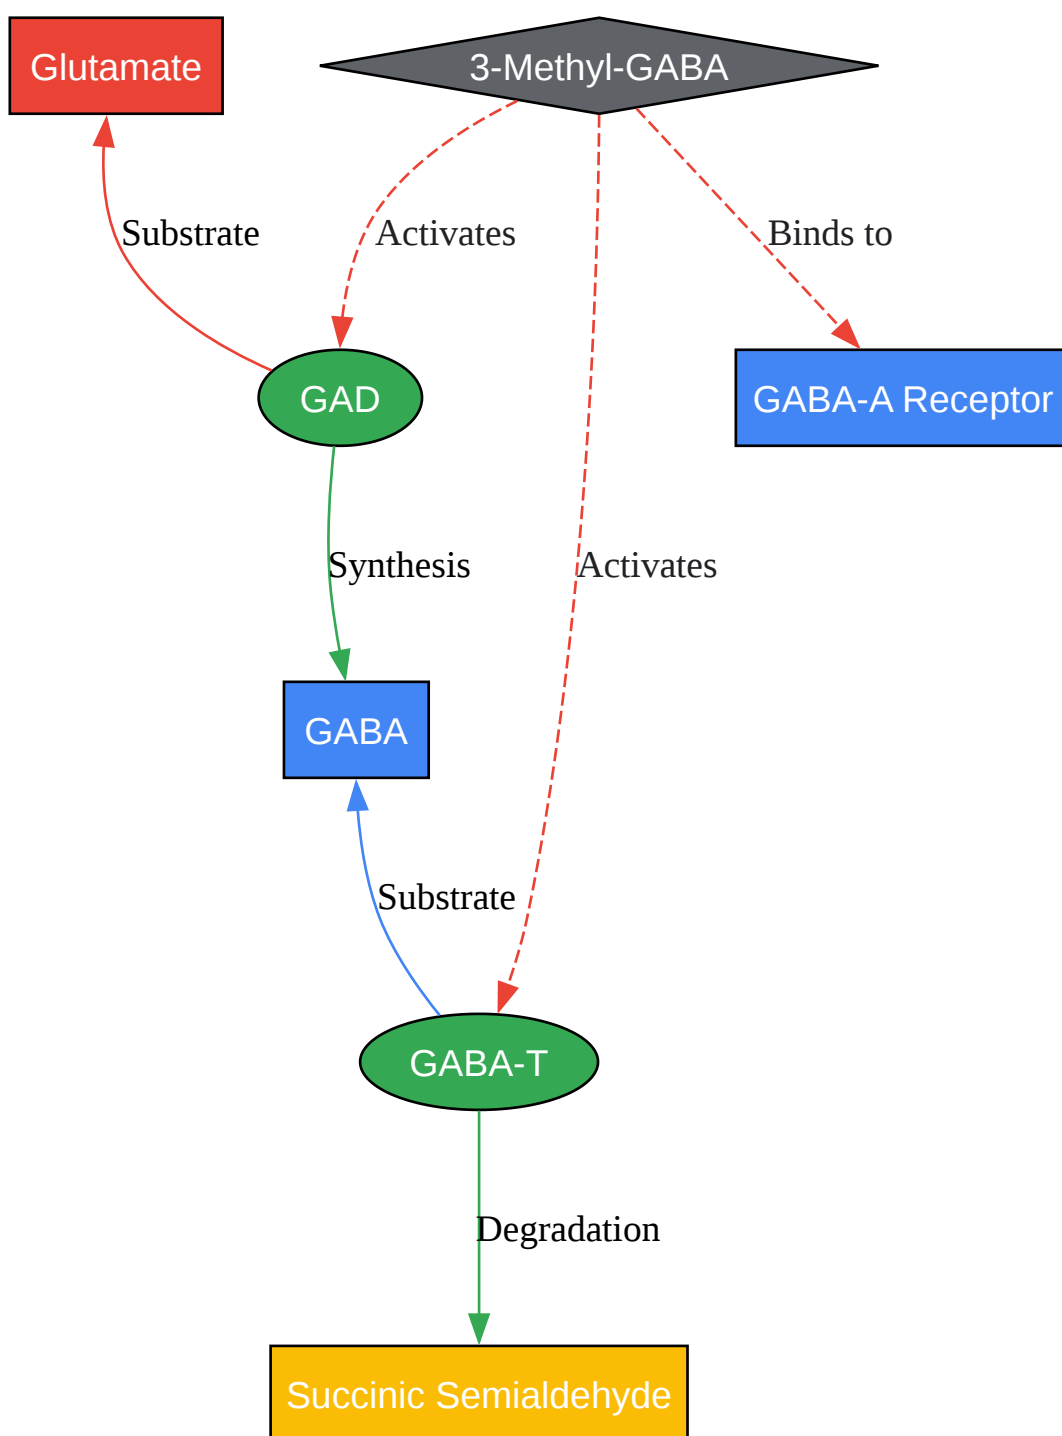 Glutamate
3-Methyl-GABA
Substrate
Activates
Binds to
GAD
GABA-A Receptor
Synthesis
Activates
GABA
Substrate
GABA-T
Degradation
Succinic Semialdehyde